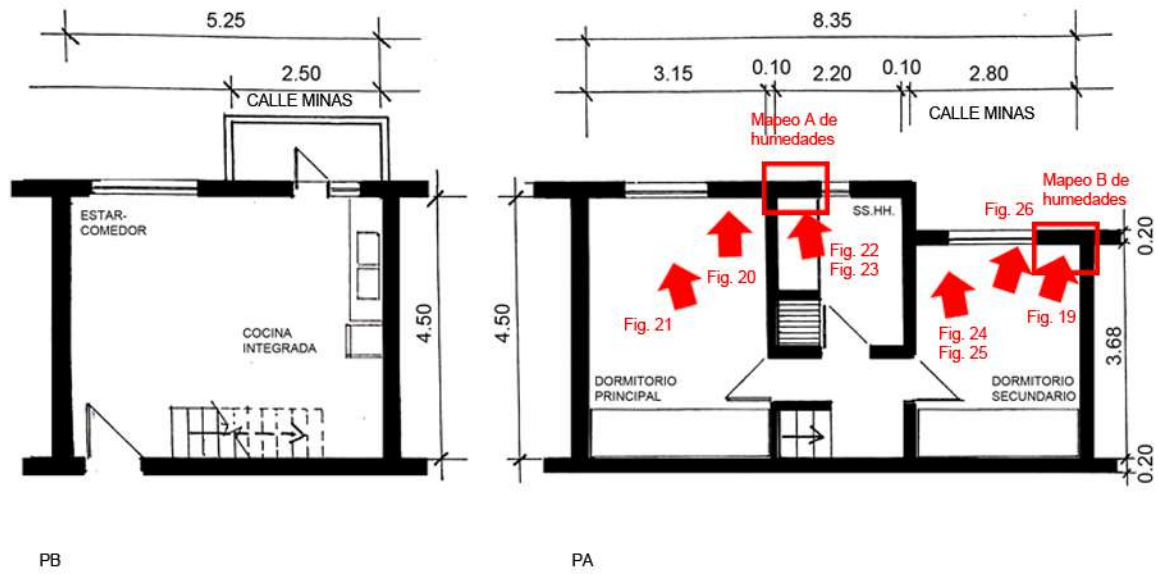 5.25
2.50
CALLE MINAS
ESTAR-
COMEDOR
COCINA
INTEGRADA
4.50
PB
8.35
3.15
0.10
2.20
0.10
2.80
CALLE MINAS
Mapeo A de
humedades
Mapeo B de
humedades
SS.HH.
Fig. 26
Fig. 22
Fig. 23
Fig. 20
Fig. 21
Fig. 19
Fig. 24
Fig. 25
0.20
4.50
3.68
DORMITORIO
PRINCIPAL
DORMITORIO
SECUNDARIO
0.20
PA